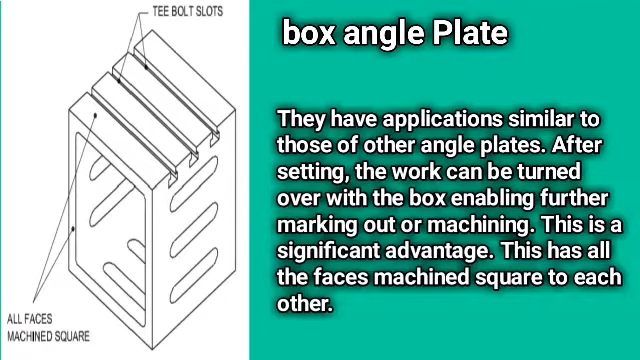 TEE BOLT SLOTS
box angle Plate
They have applications similar to
those of other angle plates. After
setting, the work can be turned
over with the box enabling further
marking out or machining. This is a
significant advantage. This has all
the faces machined square to each
other.
ALL FACES
MACHINED SQUARE